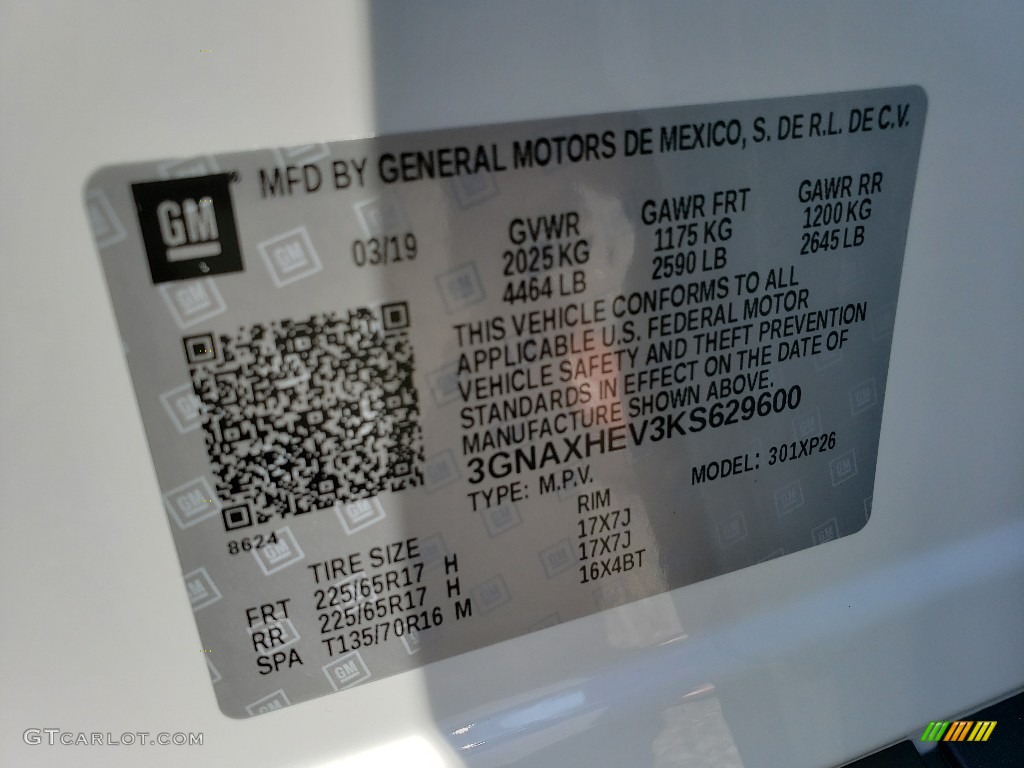 MFD BY GENERAL MOTORS DE MEXICO, S. DE R.L. DE C.V.
GM
03/19
GVWR GAWR FRT GAWR RR
2025 KG 1175 KG 1200 KG
4464 LB 2590 LB 2645 LB
THIS VEHICLE CONFORMS TO ALL
APPLICABLE U.S. FEDERAL MOTOR
VEHICLE SAFETY AND THEFT PREVENTION
STANDARDS IN EFFECT ON THE DATE OF
MANUFACTURE SHOWN ABOVE.
3GNAXHEV3KS629600
TYPE: M.P.V. MODEL: 301XP26
8624
TIRE SIZE RIM
FRT 225/65R17 H 17X7J
RR 225/65R17 H 17X7J
SPA T135/70R16 M 16X4BT
GTCARLOT.COM